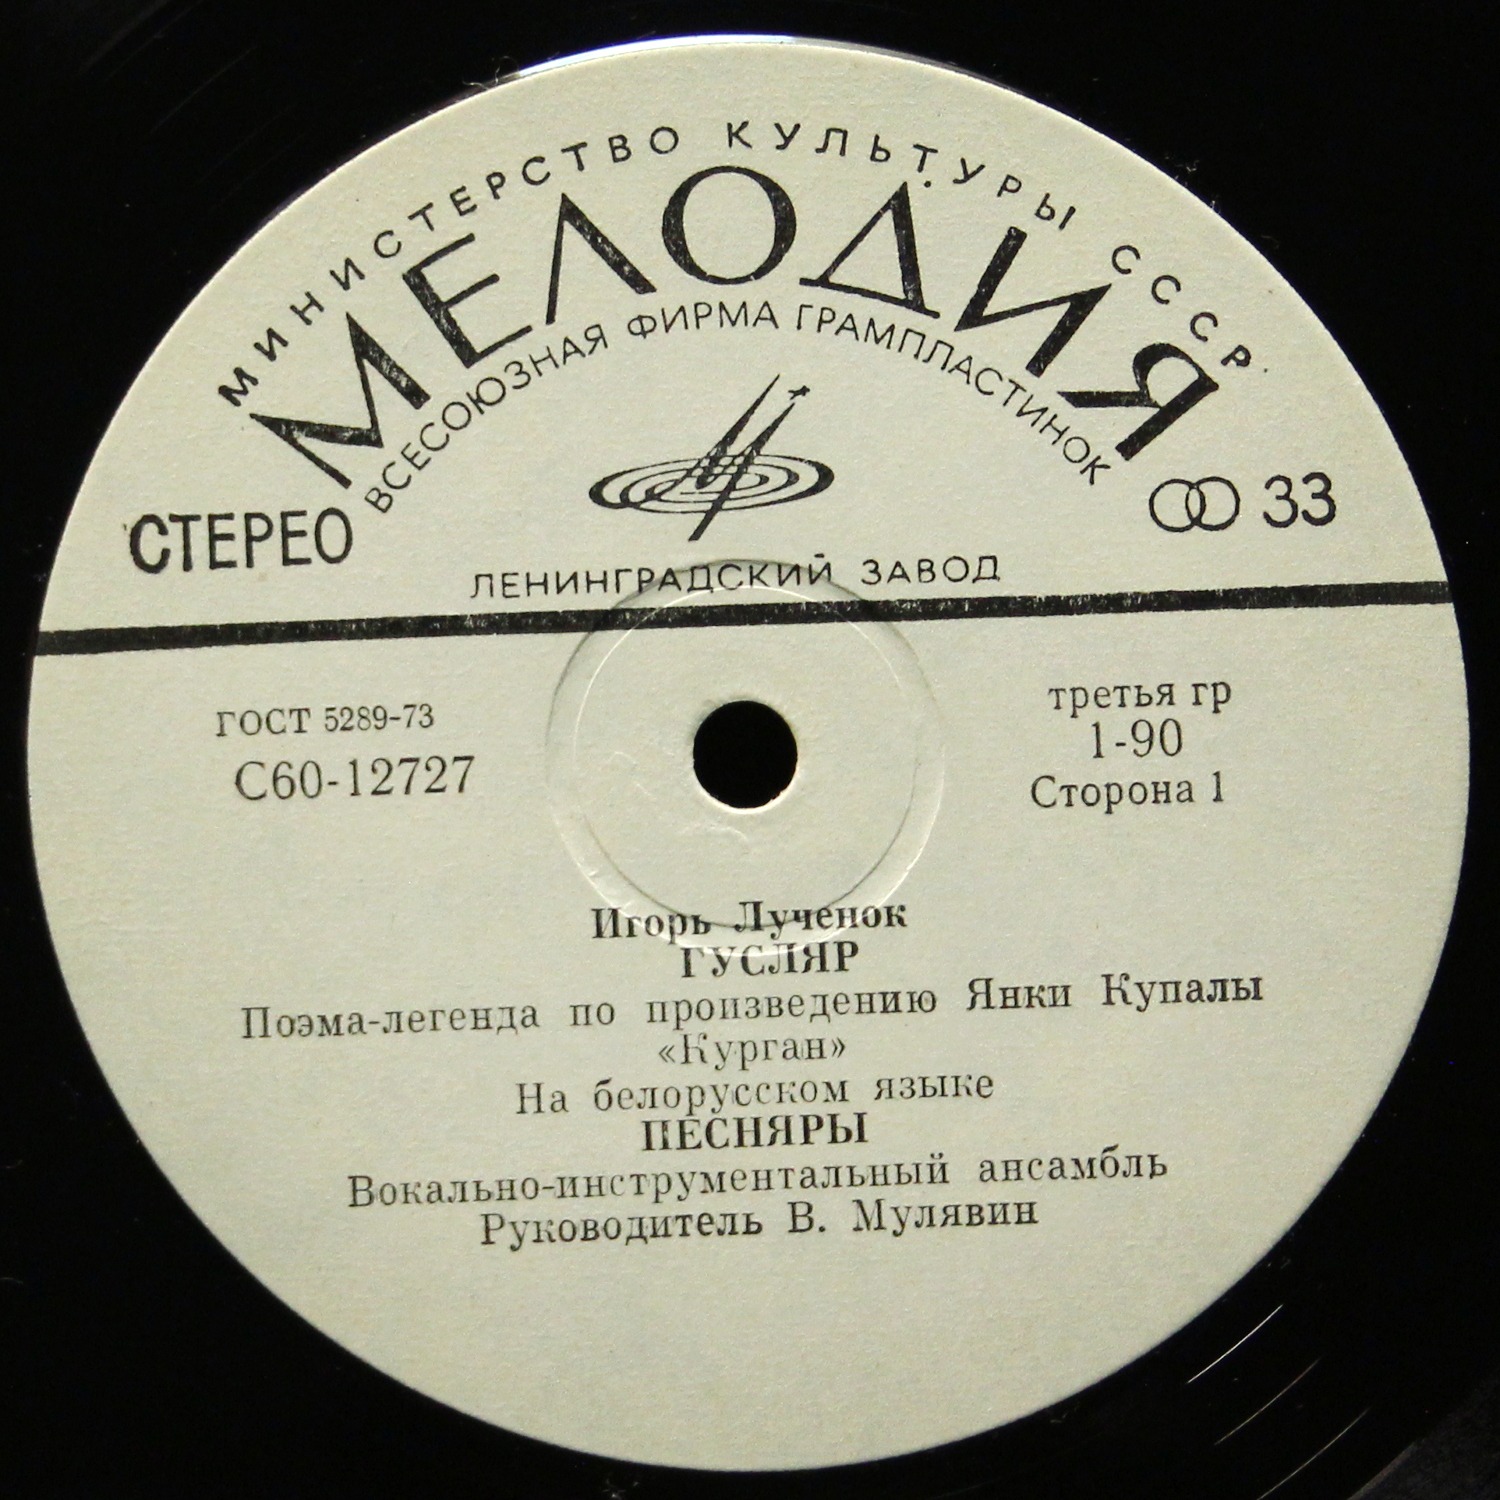 МИНИСТЕРСТВО КУЛЬТУРЫ СССР
МЕЛОДИЯ
ВСЕСОЮЗНАЯ ФИРМА ГРАМПЛАСТИНОК
СТЕРЕО
33
ЛЕНИНГРАДСКИЙ ЗАВОД
ГОСТ 5289-73
С60-12727
третья гр
1-90
Сторона 1
Игорь Лученок
ГУСЛЯР
Поэма-легенда по произведению Янки Купалы
«Курган»
На белорусском языке
ПЕСНЯРЫ
Вокально-инструментальный ансамбль
Руководитель В. Мулявин